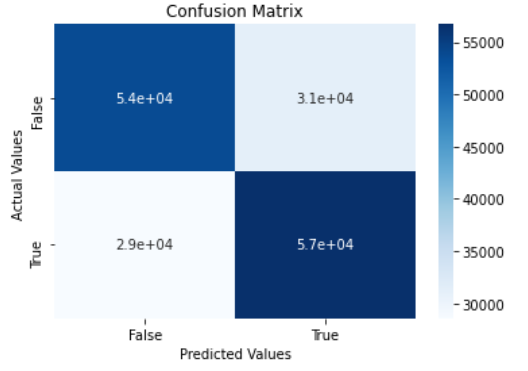 Confusion Matrix
Actual Values
False
True
5.4e+04
3.1e+04
2.9e+04
5.7e+04
False
True
Predicted Values
55000
50000
45000
40000
35000
30000